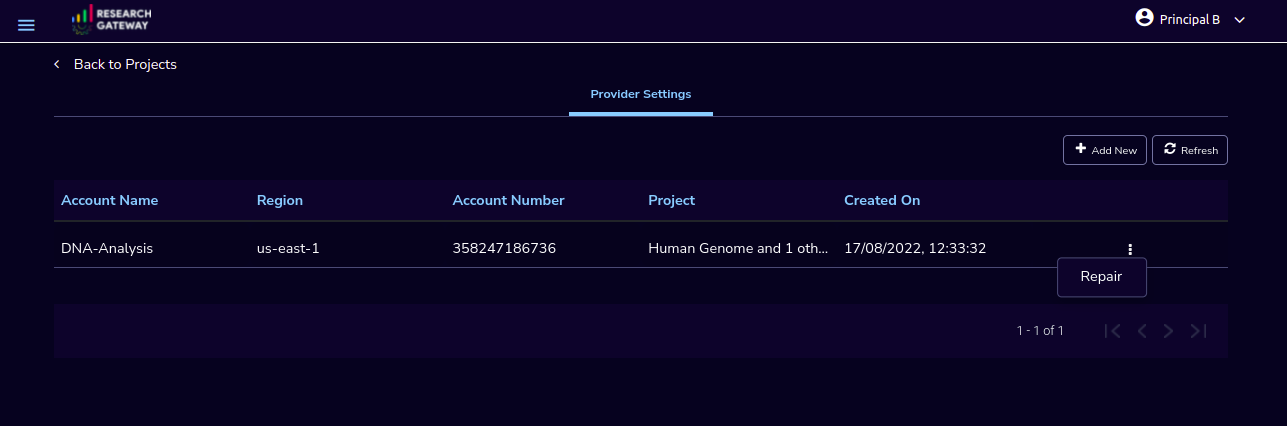 RESEARCH
GATEWAY
Principal B
Back to Projects
Provider Settings
Add New
Refresh
Account Name Region Account Number Project Created On
DNA-Analysis us-east-1 358247186736 Human Genome and 1 oth... 17/08/2022, 12:33:32
Repair
1 - 1 of 1